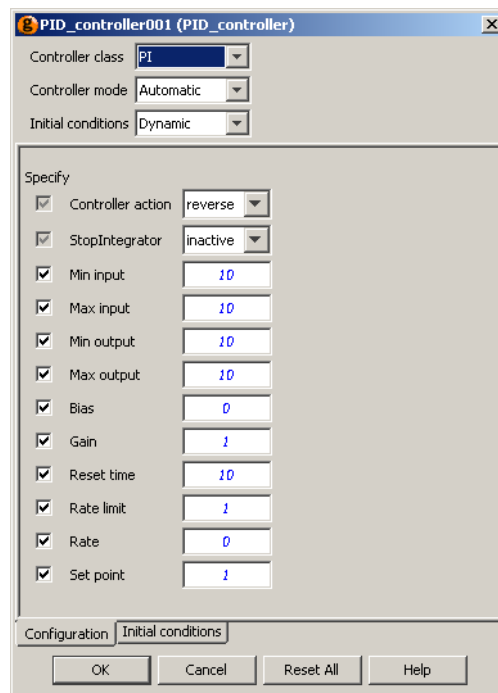 PID_controller001 (PID_controller)
Controller class PI
Controller mode Automatic
Initial conditions Dynamic
Specify
Controller action reverse
StopIntegrator inactive
Min input 10
Max input 10
Min output 10
Max output 10
Bias 0
Gain 1
Reset time 10
Rate limit 1
Rate 0
Set point 1
Configuration Initial conditions
OK Cancel Reset All Help